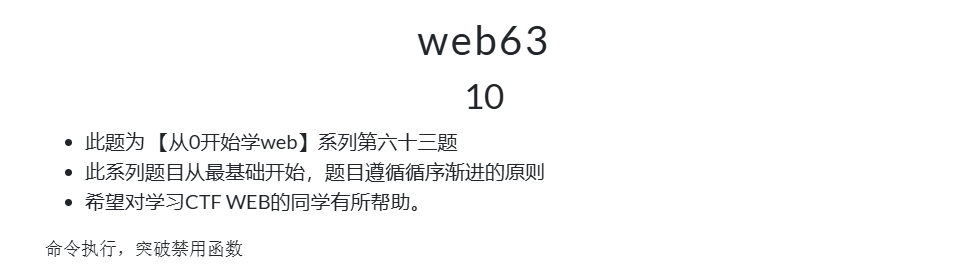 web63
10
此题为 【从0开始学web】系列第六十三题
此系列题目从最基础开始，题目遵循循序渐进的原则
希望对学习CTF WEB的同学有所帮助。
命令执行，突破禁用函数